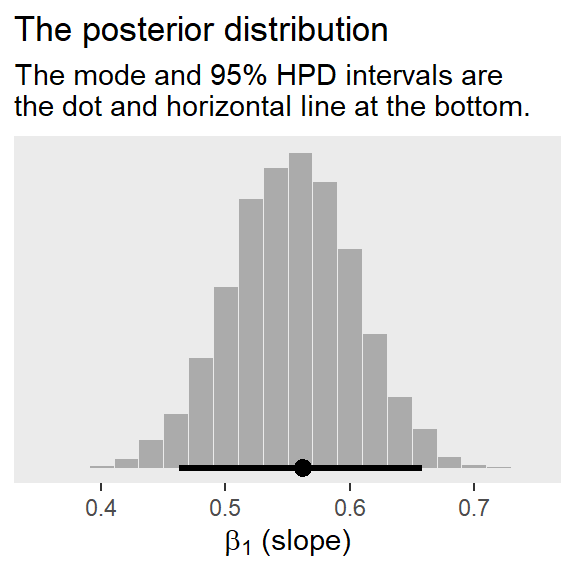 The posterior distribution
The mode and 95% HPD intervals are
the dot and horizontal line at the bottom.
0.4 0.5 0.6 0.7
β₁ (slope)